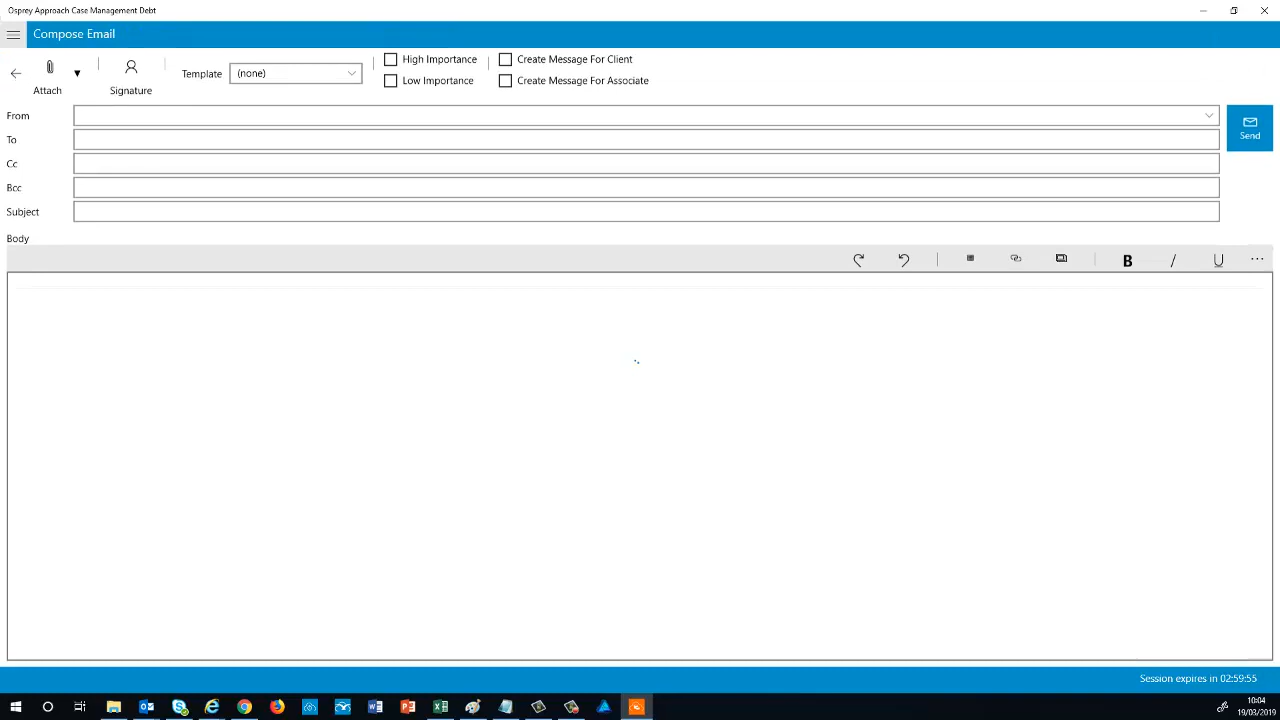 Osprey Approach Case Management Debt
Compose Email
Attach
Signature
Template (none)
High Importance
Low Importance
Create Message For Client
Create Message For Associate
From
To
Cc
Bcc
Subject
Send
Body
B / U ...
Session expires in 02:59:55
10:04
19/08/2019